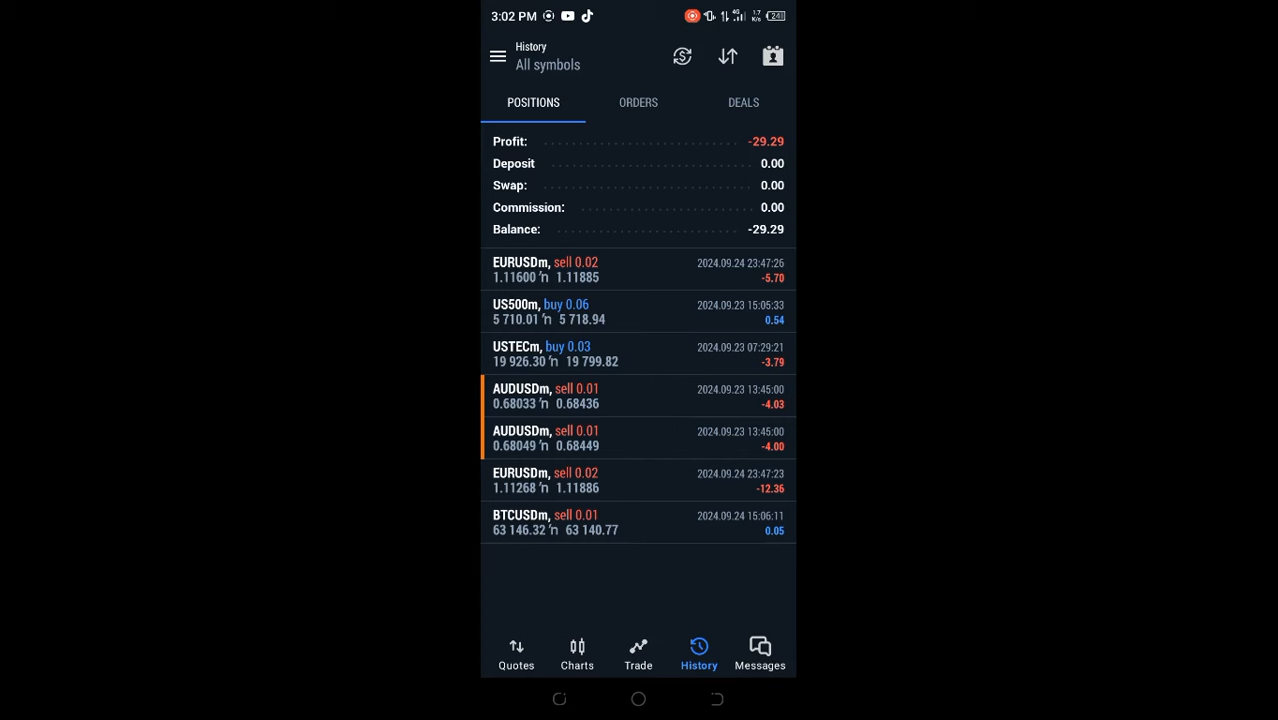 3:02 PM
4G 1.7 K/s 24
History
All symbols
POSITIONS ORDERS DEALS
Profit: -29.29
Deposit 0.00
Swap: 0.00
Commission: 0.00
Balance: -29.29
EURUSDm, sell 0.02 2024.09.24 23:47:26
1.11600 'n 1.11885 -5.70
US500m, buy 0.06 2024.09.23 15:05:33
5 710.01 'n 5 718.94 0.54
USTECm, buy 0.03 2024.09.23 07:29:21
19 926.30 'n 19 799.82 -3.79
AUDUSDm, sell 0.01 2024.09.23 13:45:00
0.68033 'n 0.68436 -4.03
AUDUSDm, sell 0.01 2024.09.23 13:45:00
0.68049 'n 0.68449 -4.00
EURUSDm, sell 0.02 2024.09.24 23:47:23
1.11268 'n 1.11886 -12.36
BTCUSDm, sell 0.01 2024.09.24 15:06:11
63 146.32 'n 63 140.77 0.05
Quotes Charts Trade History Messages